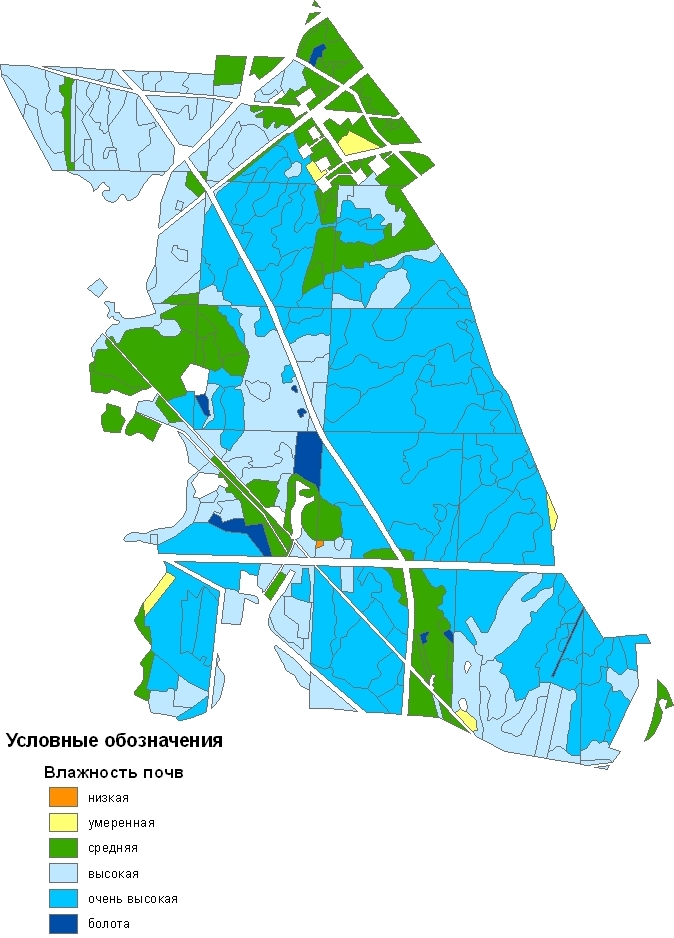 Условные обозначения
Влажность почв
низкая
умеренная
средняя
высокая
очень высокая
болота